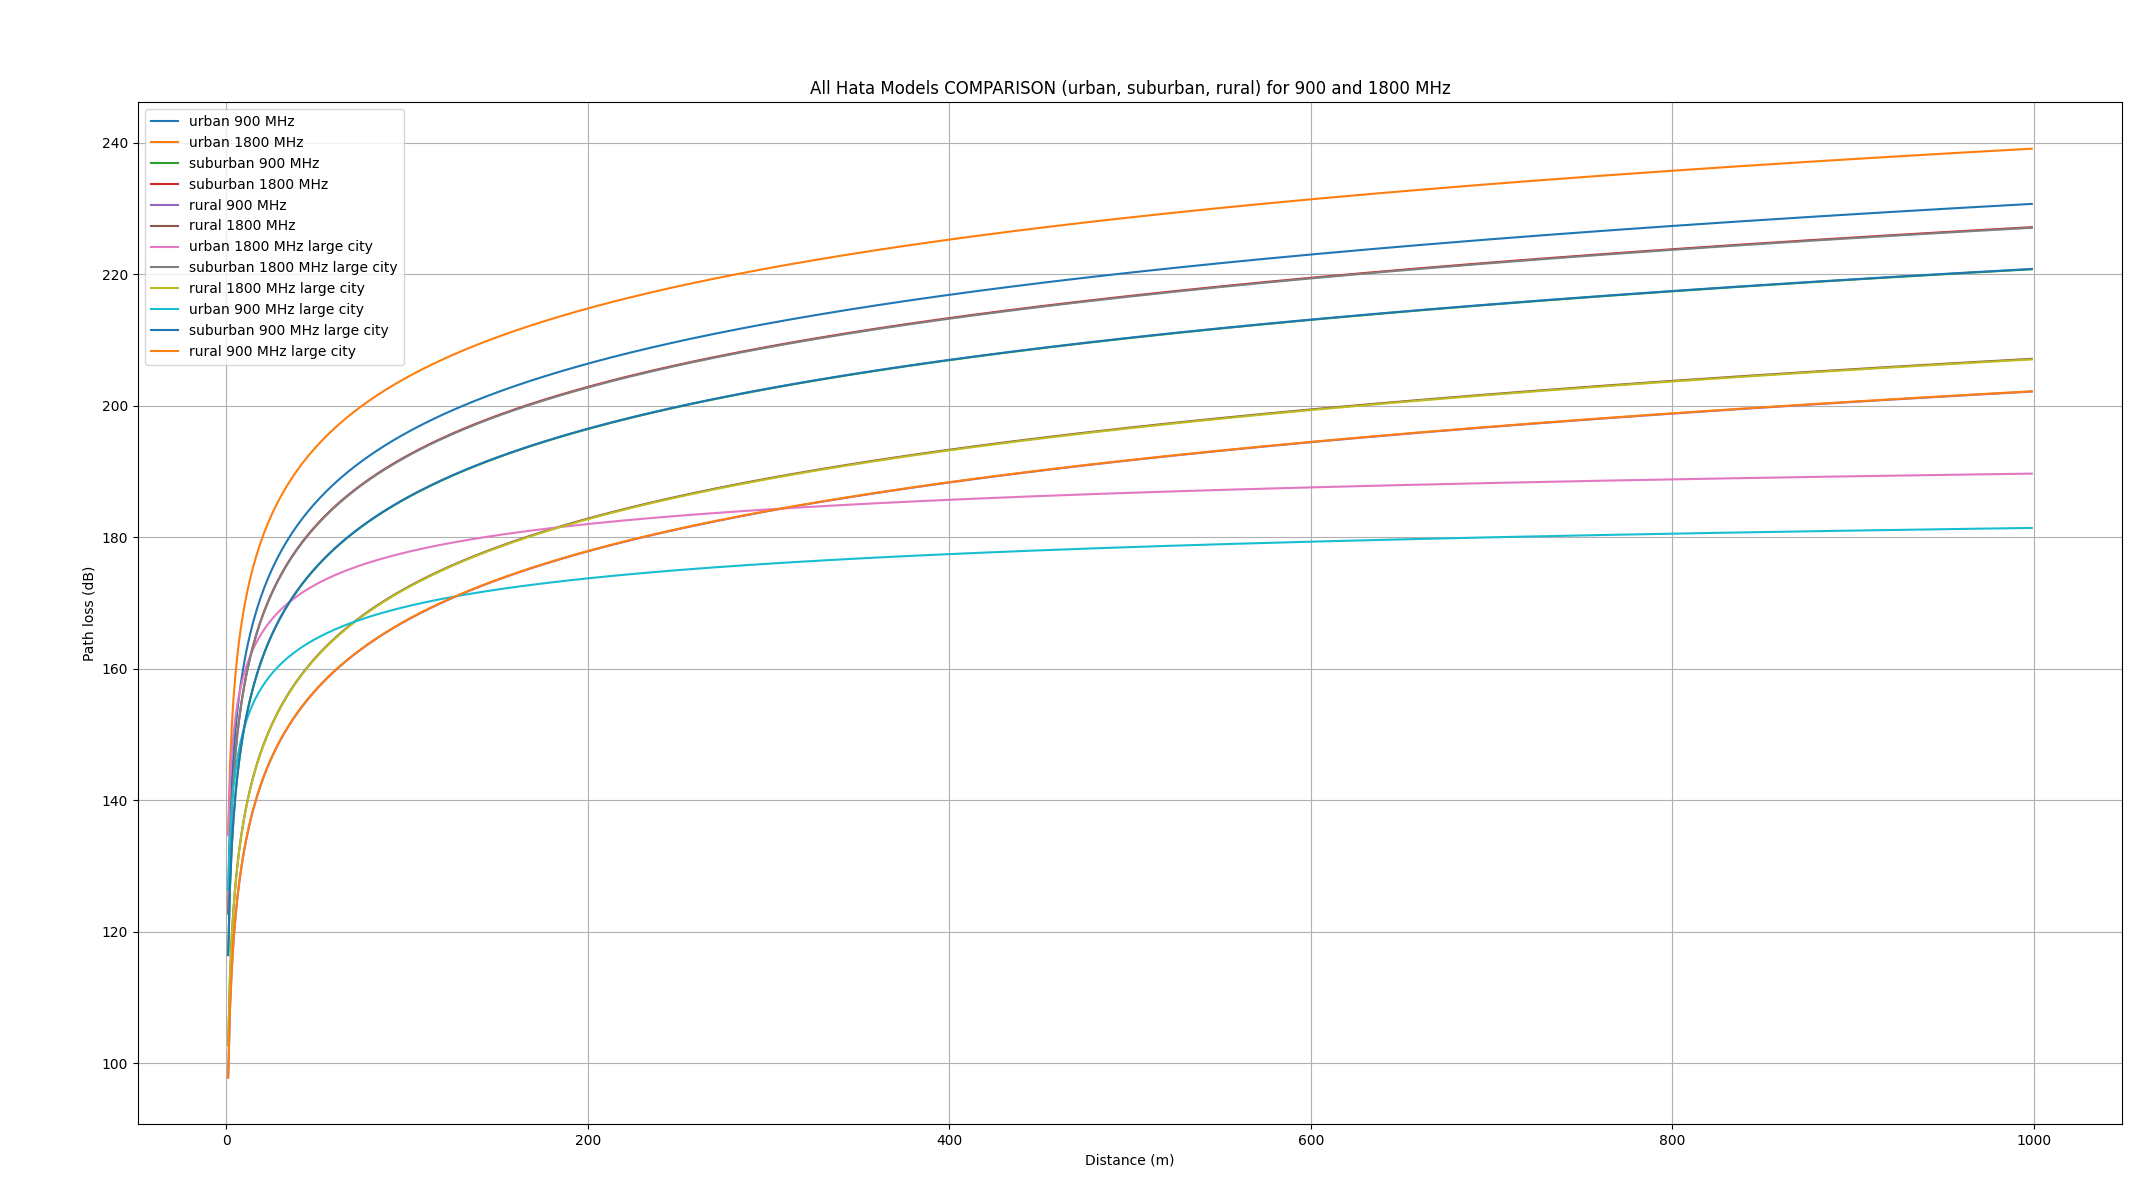 All Hata Models COMPARISON (urban, suburban, rural) for 900 and 1800 MHz
urban 900 MHz
urban 1800 MHz
suburban 900 MHz
suburban 1800 MHz
rural 900 MHz
rural 1800 MHz
urban 1800 MHz large city
suburban 1800 MHz large city
rural 1800 MHz large city
urban 900 MHz large city
suburban 900 MHz large city
rural 900 MHz large city
240
220
200
180
160
140
120
100
Path loss (dB)
0 200 400 600 800 1000
Distance (m)